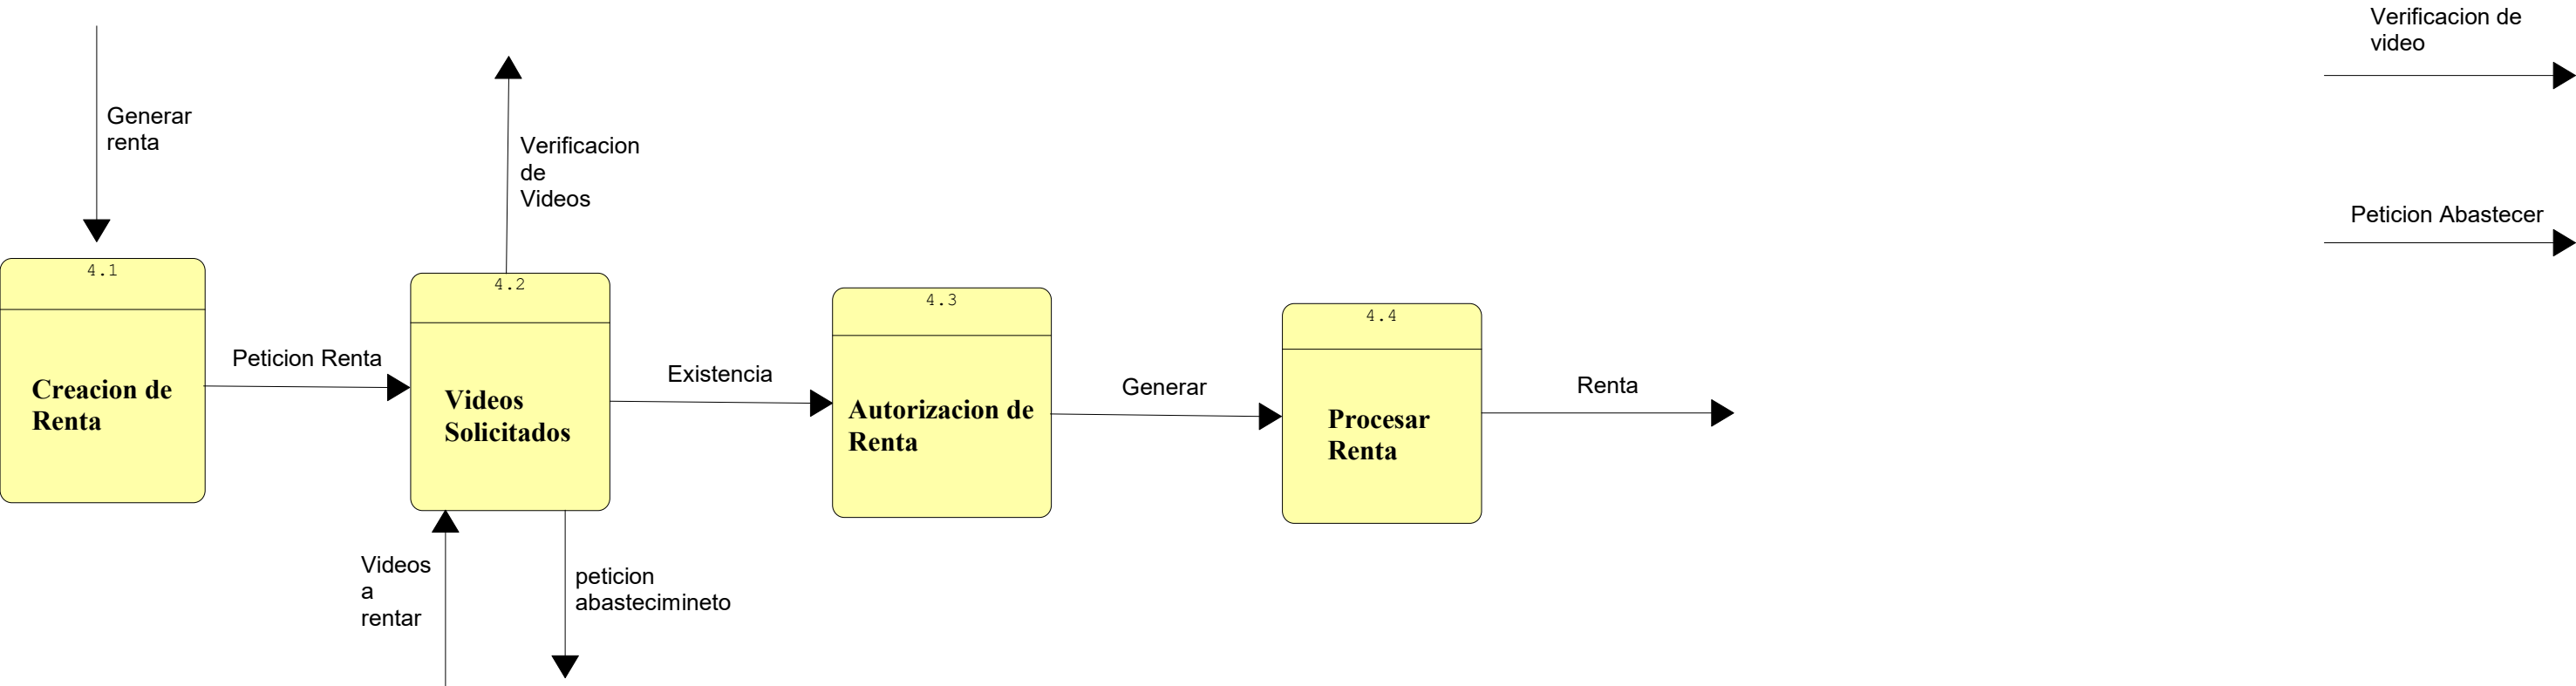 Verificacion de
video
Generar
renta
Verificacion
de
Videos
Peticion Abastecer
4.1
4.2
4.3
4.4
Peticion Renta
Existencia
Generar
Renta
Creacion de
Renta
Videos
Solicitados
Autorizacion de
Renta
Procesar
Renta
Videos
a
rentar
peticion
abastecimineto